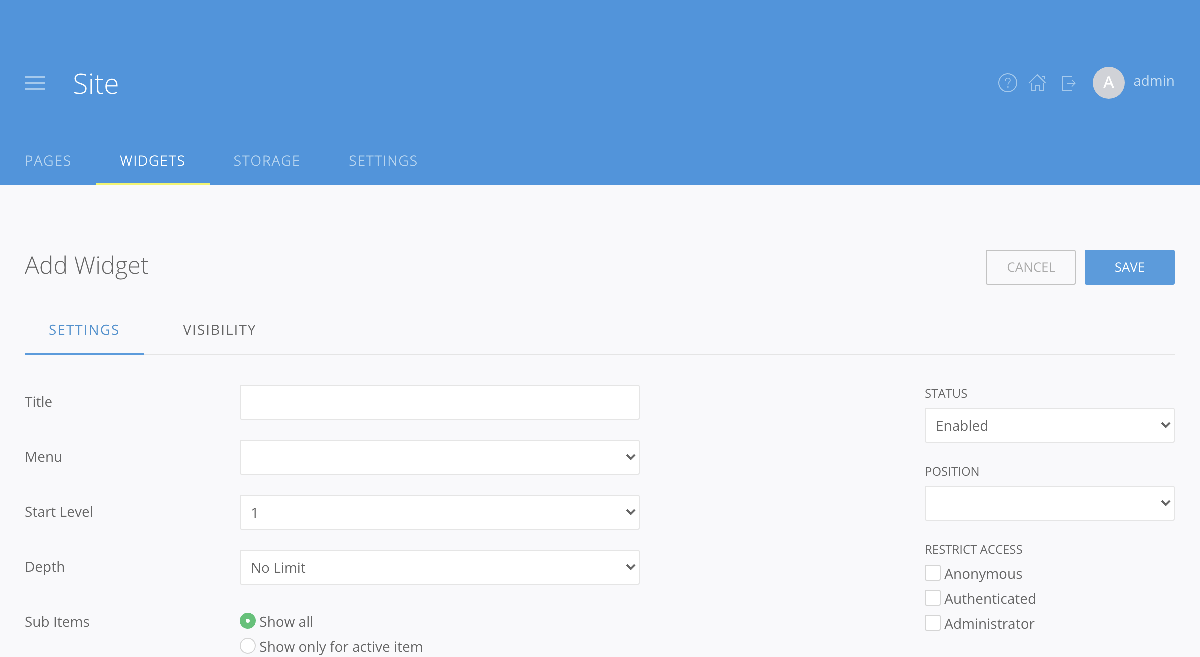 Site
?
A
admin
PAGES
WIDGETS
STORAGE
SETTINGS
Add Widget
CANCEL
SAVE
SETTINGS
VISIBILITY
Title
Menu
Start Level
1
Depth
No Limit
Sub Items
Show all
Show only for active item
STATUS
Enabled
POSITION
RESTRICT ACCESS
Anonymous
Authenticated
Administrator